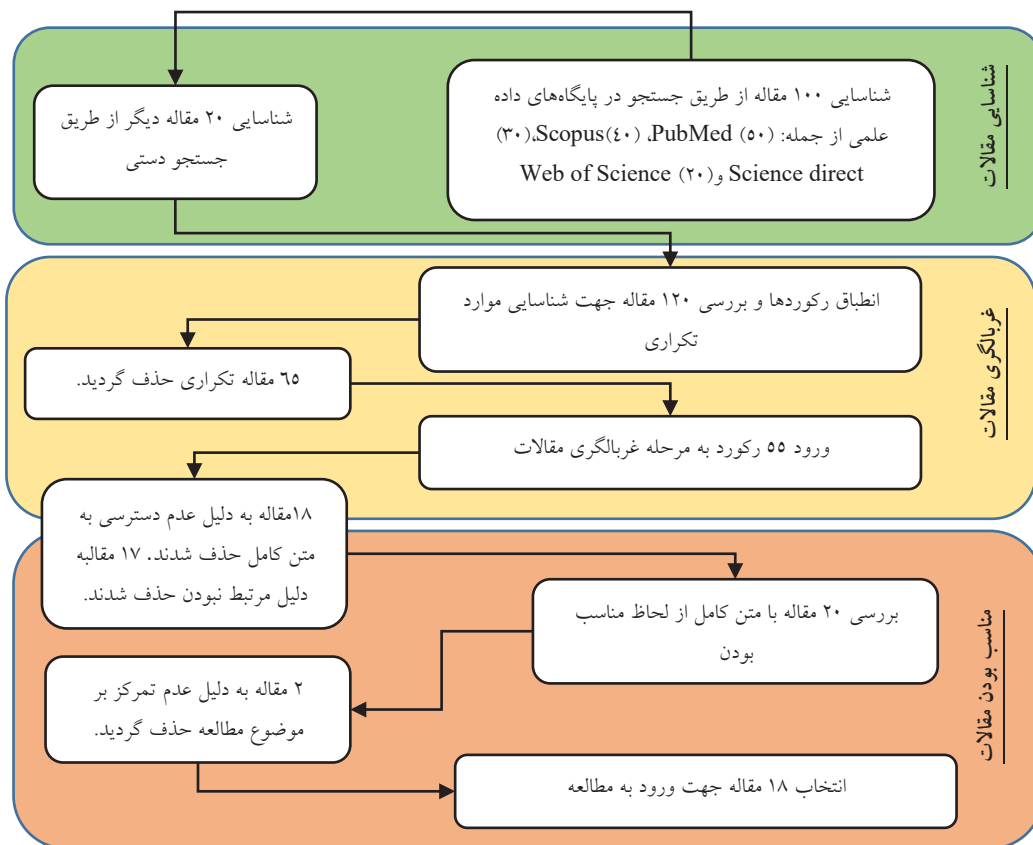 شناسایی مقالات
شناسایی ۱۰۰ مقاله از طریق جستجو در پایگاه‌های داده
علمی از جمله: PubMed (٥٠)، Scopus(٤٠)،(٣٠)
Science direct و Web of Science (۲۰)
شناسایی ۲۰ مقاله دیگر از طریق
جستجو دستی
غربالگری مقالات
انطباق رکوردها و بررسی ۱۲۰ مقاله جهت شناسایی موارد
تکراری
٦٥ مقاله تکراری حذف گردید.
ورود ٥٥ رکورد به مرحله غربالگری مقالات
۱۸مقاله به دلیل عدم دسترسی به
متن کامل حذف شدند. ۱۷ مقالبه
دلیل مرتبط نبودن حذف شدند.
مناسب بودن مقالات
بررسی ۲۰ مقاله با متن کامل از لحاظ مناسب
بودن
۲ مقاله به دلیل عدم تمرکز بر
موضوع مطالعه حذف گردید.
انتخاب ۱۸ مقاله جهت ورود به مطالعه